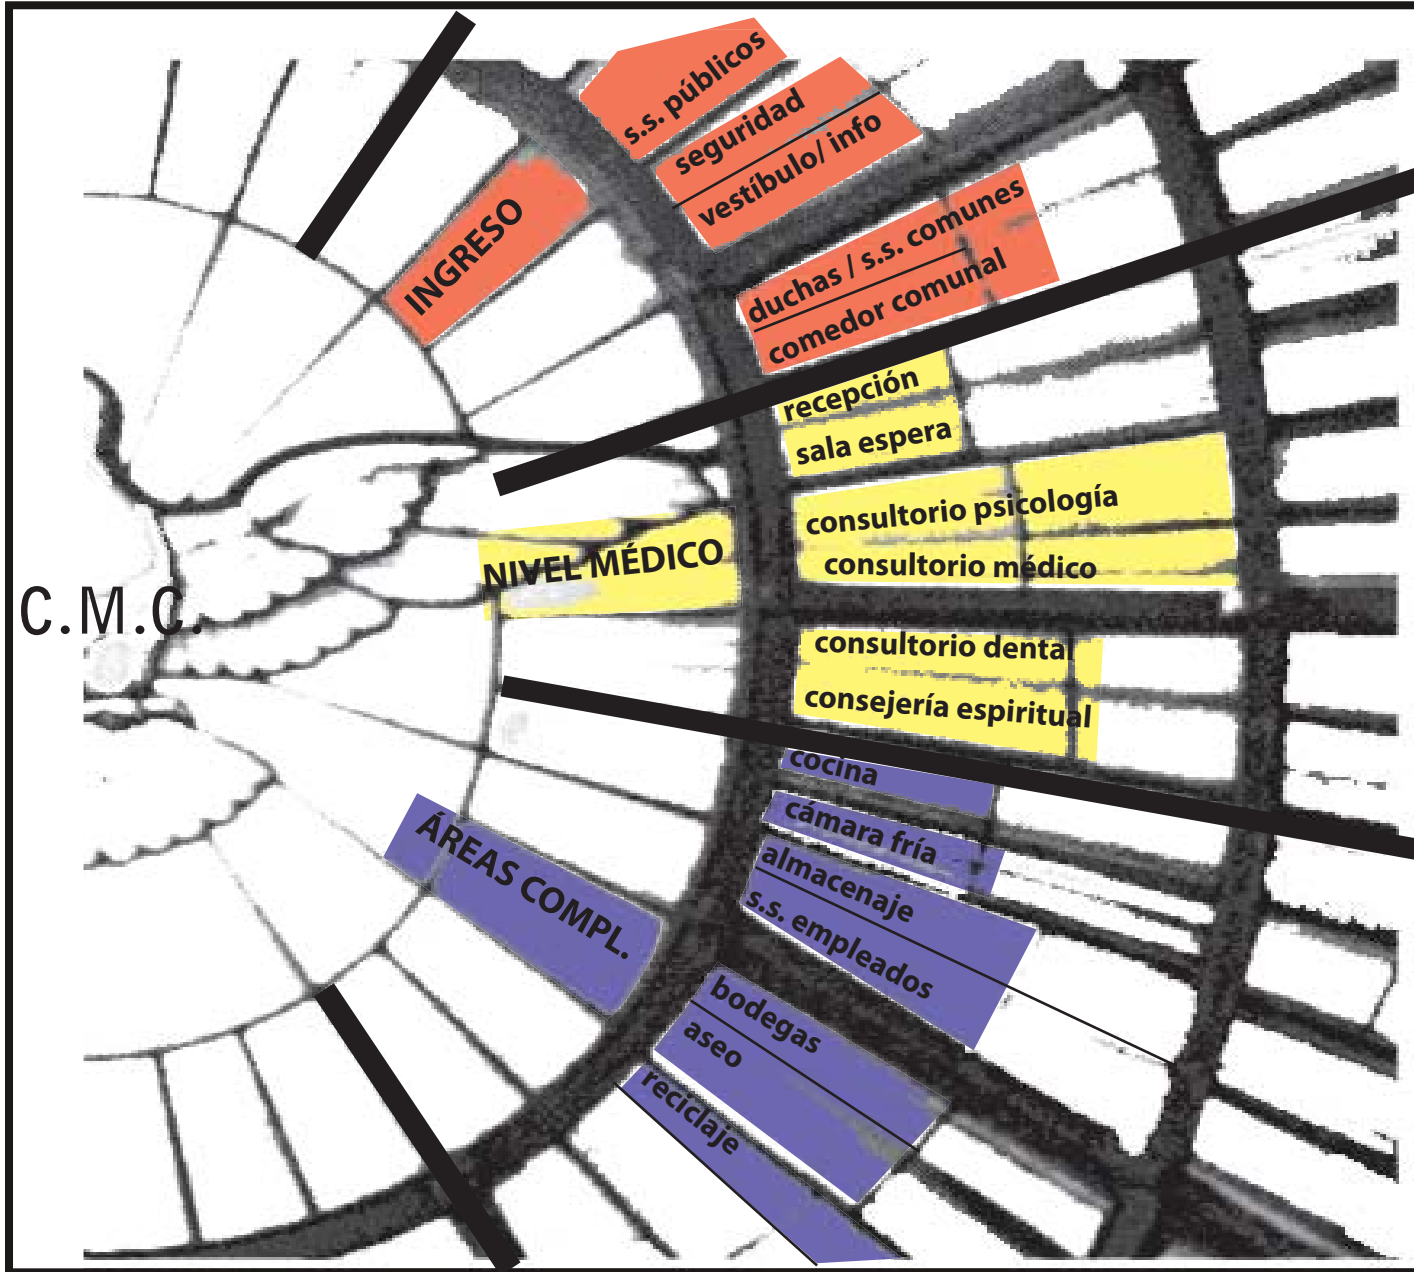 s.s. públicos
seguridad
vestíbulo/ info
INGRESO
duchas / s.s. comunes
comedor comunal
recepción
sala espera
consultorio psicología
NIVEL MÉDICO
consultorio médico
C.M.C.
consultorio dental
consejería espiritual
cocina
cámara fría
ÁREAS COMPL.
almacenaje
s.s. empleados
bodegas
aseo
reciclaje